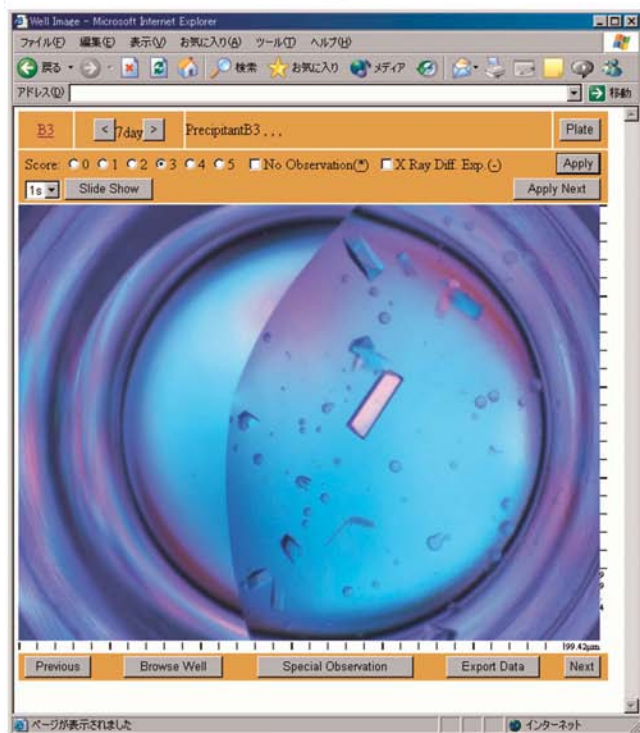 Well Image - Microsoft Internet Explorer
ファイル(F) 編集(E) 表示(V) お気に入り(A) ツール(T) ヘルプ(H)
戻る 検索 お気に入り メディア
アドレス(D) 移動
B3 < 7day > PrecipitantB3 , , , Plate
Score: 0 1 2 3 4 5 No Observation(*) X Ray Diff. Exp.(-) Apply
1s Slide Show Apply Next
199.42μm
Previous Browse Well Special Observation Export Data Next
ページが表示されました インターネット